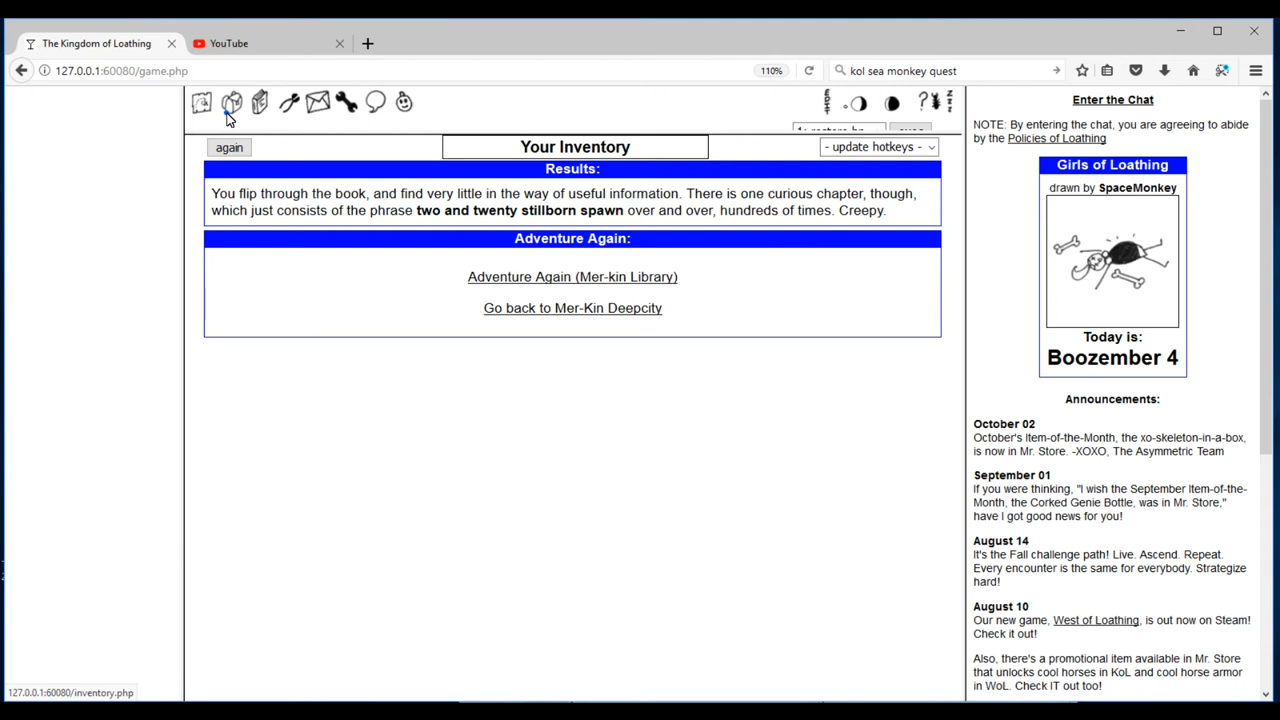 The Kingdom of Loathing
YouTube
127.0.0.1:60080/game.php
110%
kol sea monkey quest
again
Your Inventory
- update hotkeys -
Results:
You flip through the book, and find very little in the way of useful information. There is one curious chapter, though,
which just consists of the phrase two and twenty stillborn spawn over and over, hundreds of times. Creepy.
Adventure Again:
Adventure Again (Mer-kin Library)
Go back to Mer-Kin Deepcity
Enter the Chat
NOTE: By entering the chat, you are agreeing to abide
by the Policies of Loathing
Girls of Loathing
drawn by SpaceMonkey
Today is:
Boozember 4
Announcements:
October 02
October's Item-of-the-Month, the xo-skeleton-in-a-box,
is now in Mr. Store. -XOXO, The Asymmetric Team
September 01
If you were thinking, "I wish the September Item-of-the-
Month, the Corked Genie Bottle, was in Mr. Store,"
have I got good news for you!
August 14
It's the Fall challenge path! Live. Ascend. Repeat.
Every encounter is the same for everybody. Strategize
hard!
August 10
Our new game, West of Loathing, is out now on Steam!
Check it out!
Also, there's a promotional item available in Mr. Store
that unlocks cool horses in KoL and cool horse armor
in WoL. Check IT out too!
127.0.0.1:60080/inventory.php